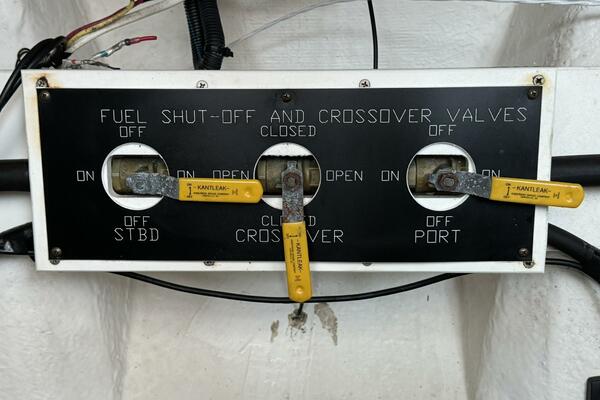 FUEL SHUT-OFF AND CROSSOVER VALVES
OFF CLOSED OFF
ON ON OPEN OPEN ON ON
-KANTLEAK- -KANTLEAK-
OFF CLOSED OFF
STBD CROSSOVER PORT
-KANTLEAK-